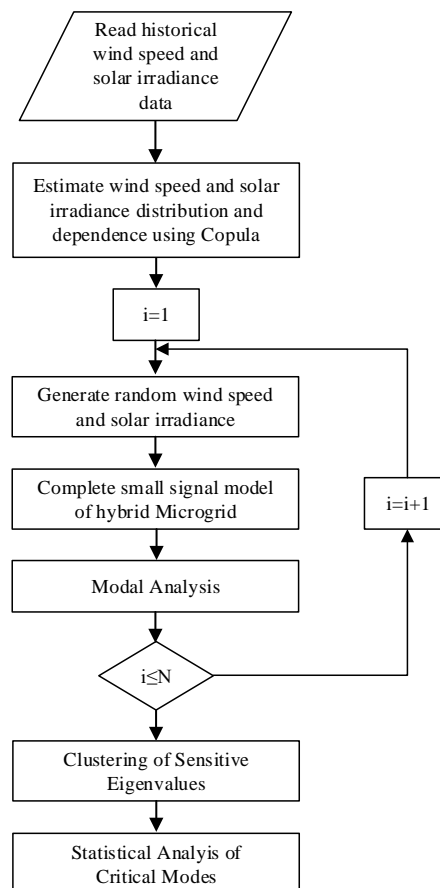 Read historical
wind speed and
solar irradiance
data
Estimate wind speed and solar
irradiance distribution and
dependence using Copula
i=1
Generate random wind speed
and solar irradiance
Complete small signal model
of hybrid Microgrid
i=i+1
Modal Analysis
i≤N
Clustering of Sensitive
Eigenvalues
Statistical Analyis of
Critical Modes